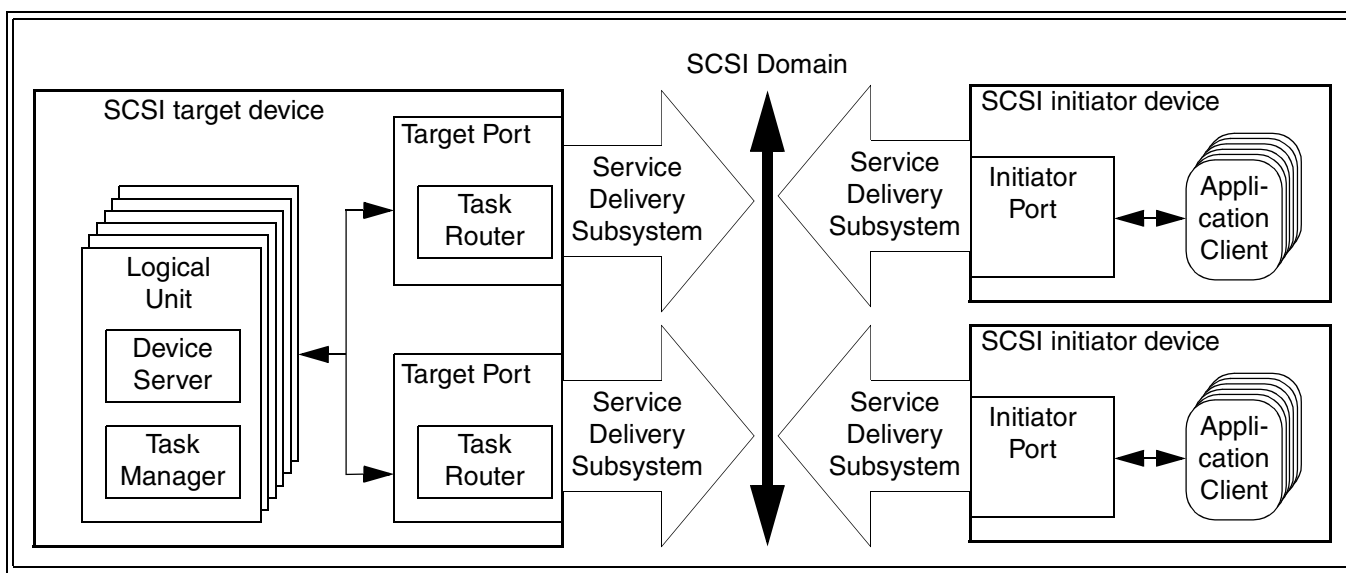 SCSI Domain
SCSI target device
Target Port
Task
Router
Service
Delivery
Subsystem
Logical
Unit
Device
Server
Task
Manager
Target Port
Task
Router
Service
Delivery
Subsystem
Service
Delivery
Subsystem
SCSI initiator device
Initiator
Port
Appli-
cation
Client
Service
Delivery
Subsystem
SCSI initiator device
Initiator
Port
Appli-
cation
Client